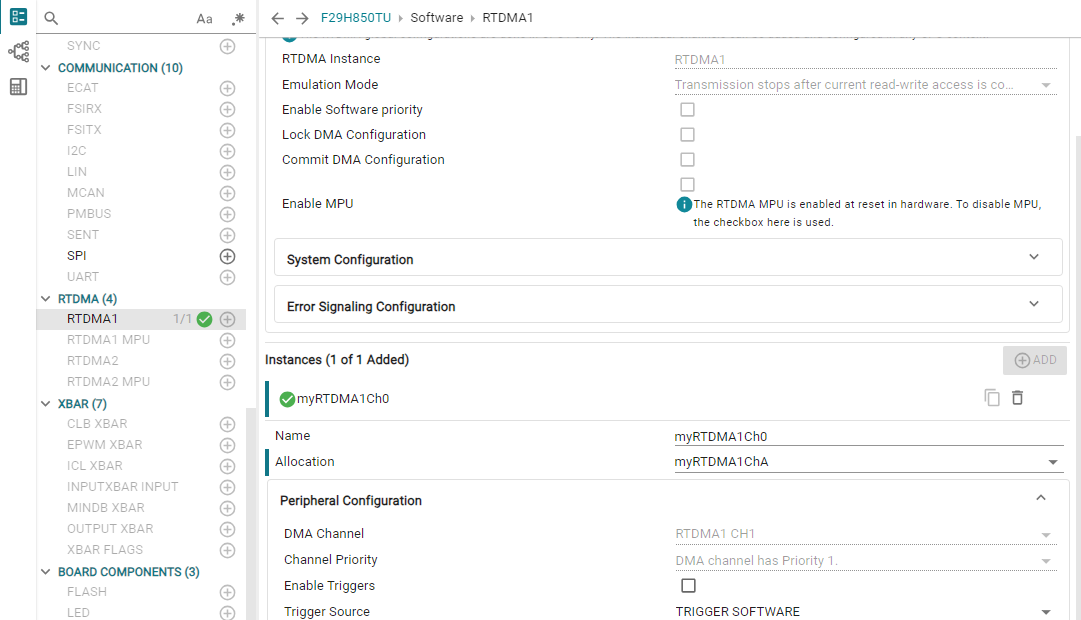 Aa .*
F29H850TU Software RTDMA1
SYNC
COMMUNICATION (10)
ECAT
FSIRX
FSITX
I2C
LIN
MCAN
PMBUS
SENT
SPI
UART
RTDMA (4)
RTDMA1 1/1
RTDMA1 MPU
RTDMA2
RTDMA2 MPU
XBAR (7)
CLB XBAR
EPWM XBAR
ICL XBAR
INPUTXBAR INPUT
MINDB XBAR
OUTPUT XBAR
XBAR FLAGS
BOARD COMPONENTS (3)
FLASH
LED
RTDMA Instance RTDMA1
Emulation Mode Transmission stops after current read-write access is co...
Enable Software priority
Lock DMA Configuration
Commit DMA Configuration
Enable MPU
The RTDMA MPU is enabled at reset in hardware. To disable MPU,
the checkbox here is used.
System Configuration
Error Signaling Configuration
Instances (1 of 1 Added) ADD
myRTDMA1Ch0
Name myRTDMA1Ch0
Allocation myRTDMA1ChA
Peripheral Configuration
DMA Channel RTDMA1 CH1
Channel Priority DMA channel has Priority 1.
Enable Triggers
Trigger Source TRIGGER SOFTWARE